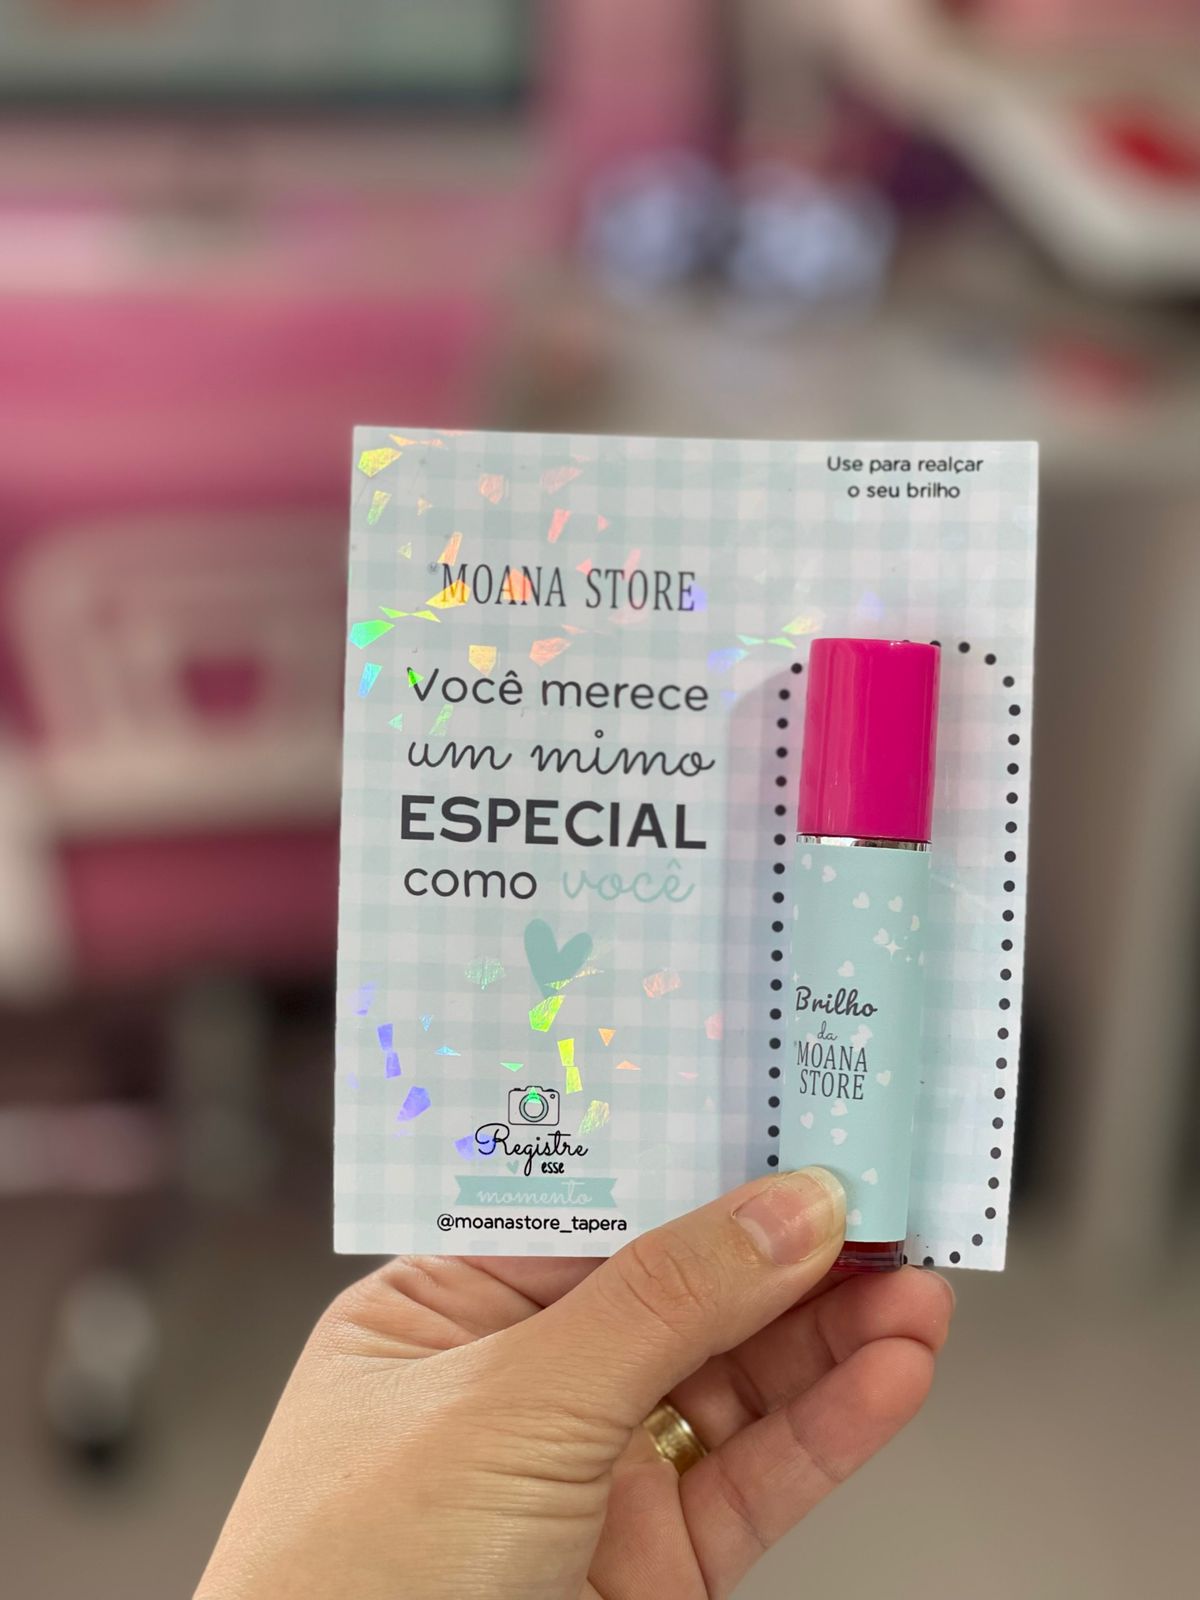 Use para realçar
o seu brilho
MOANA STORE
Você merece
um mimo
ESPECIAL
como você
Registre
esse
momento
@moanastore_tapera
Brilho
da
MOANA
STORE